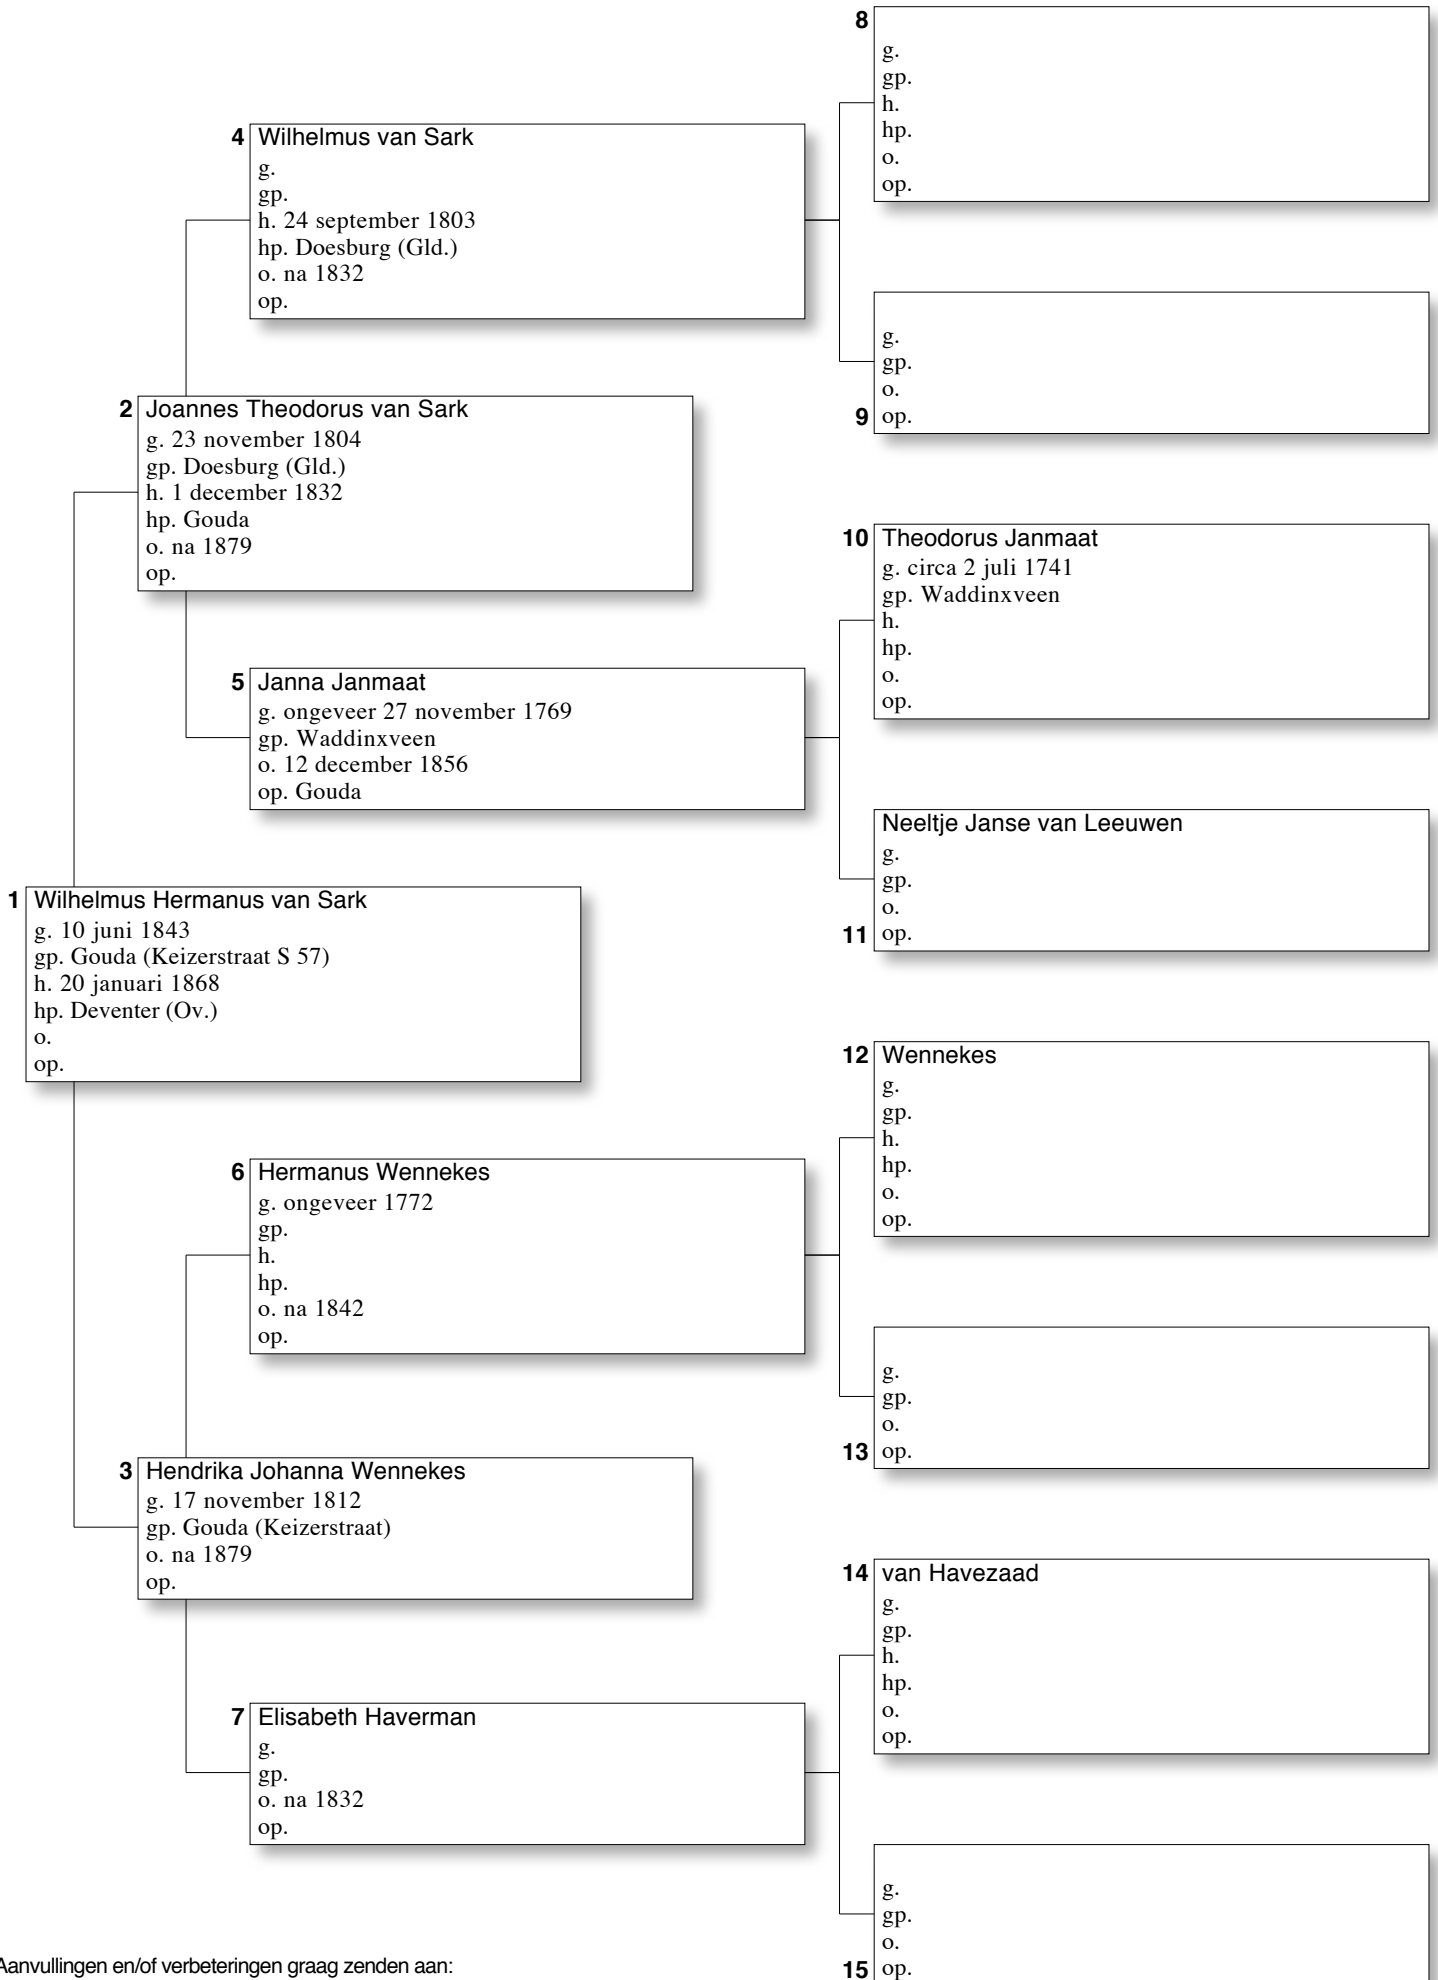 8
g.
gp.
h.
hp.
o.
op.
4 Wilhelmus van Sark
g.
gp.
h. 24 september 1803
hp. Doesburg (Gld.)
o. na 1832
op.
g.
gp.
o.
9 op.
2 Joannes Theodorus van Sark
g. 23 november 1804
gp. Doesburg (Gld.)
h. 1 december 1832
hp. Gouda
o. na 1879
op.
10 Theodorus Janmaat
g. circa 2 juli 1741
gp. Waddinxveen
h.
hp.
o.
op.
5 Janna Janmaat
g. ongeveer 27 november 1769
gp. Waddinxveen
o. 12 december 1856
op. Gouda
Neeltje Janse van Leeuwen
g.
gp.
o.
11 op.
1 Wilhelmus Hermanus van Sark
g. 10 juni 1843
gp. Gouda (Keizerstraat S 57)
h. 20 januari 1868
hp. Deventer (Ov.)
o.
op.
12 Wennekes
g.
gp.
h.
hp.
o.
op.
6 Hermanus Wennekes
g. ongeveer 1772
gp.
h.
hp.
o. na 1842
op.
g.
gp.
o.
13 op.
3 Hendrika Johanna Wennekes
g. 17 november 1812
gp. Gouda (Keizerstraat)
o. na 1879
op.
14 van Havezaad
g.
gp.
h.
hp.
o.
op.
7 Elisabeth Haverman
g.
gp.
o. na 1832
op.
g.
gp.
o.
15 op.
Aanvullingen en/of verbeteringen graag zenden aan: